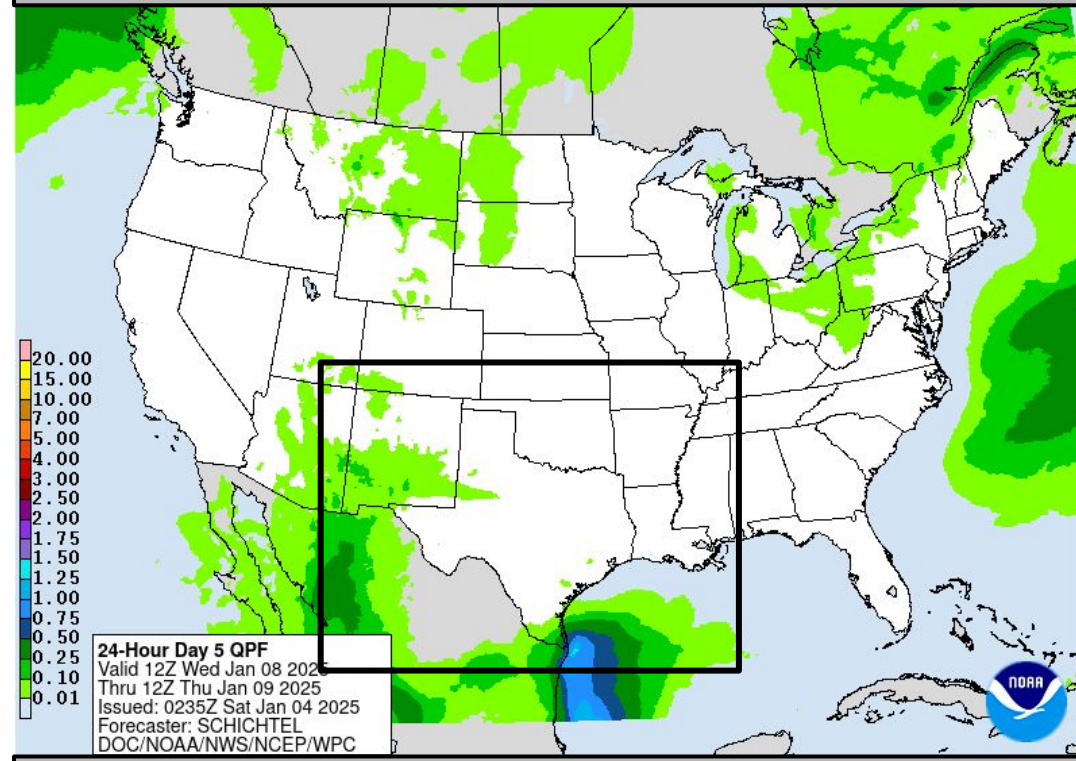 20.00
15.00
10.00
7.00
5.00
4.00
3.00
2.50
2.00
1.75
1.50
1.25
1.00
0.75
0.50
0.25
0.10
0.01
24-Hour Day 5 QPF
Valid 12Z Wed Jan 08 2025
Thru 12Z Thu Jan 09 2025
Issued: 0235Z Sat Jan 04 2025
Forecaster: SCHICHTEL
DOC/NOAA/NWS/NCEP/WPC
NOAA